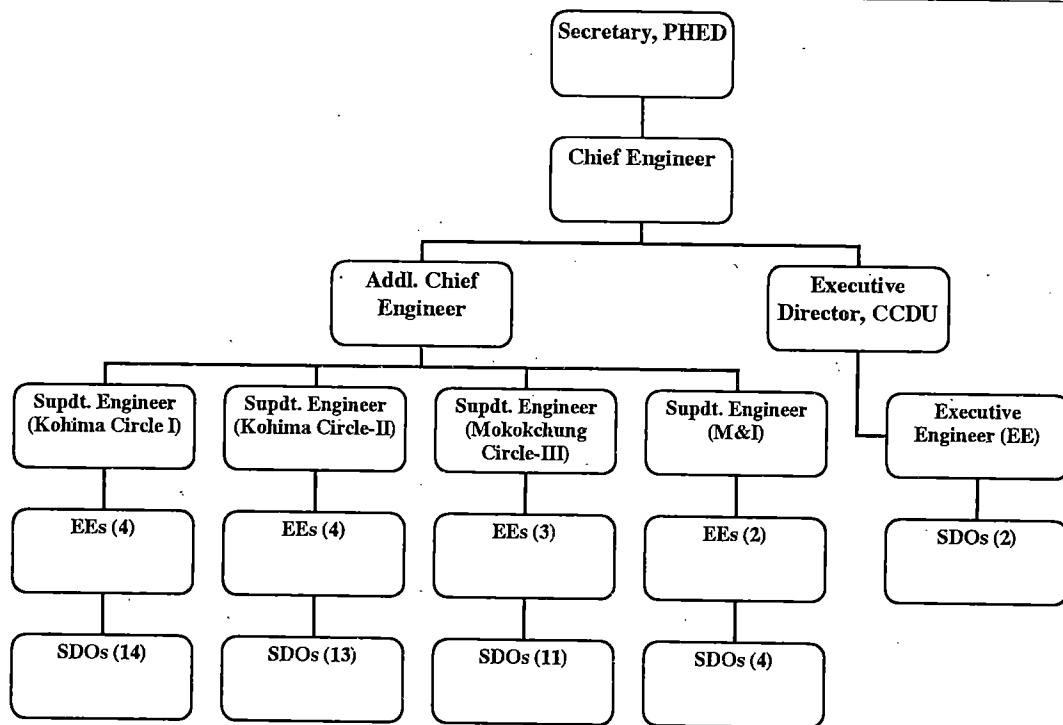 Secretary, PHED
Chief Engineer
Addl. Chief
Engineer
Executive
Director, CCDU
Supdt. Engineer
(Kohima Circle I)
Supdt. Engineer
(Kohima Circle-II)
Supdt. Engineer
(Mokokchung
Circle-III)
Supdt. Engineer
(M&I)
Executive
Engineer (EE)
EEs (4)
EEs (4)
EEs (3)
EEs (2)
SDOs (2)
SDOs (14)
SDOs (13)
SDOs (11)
SDOs (4)